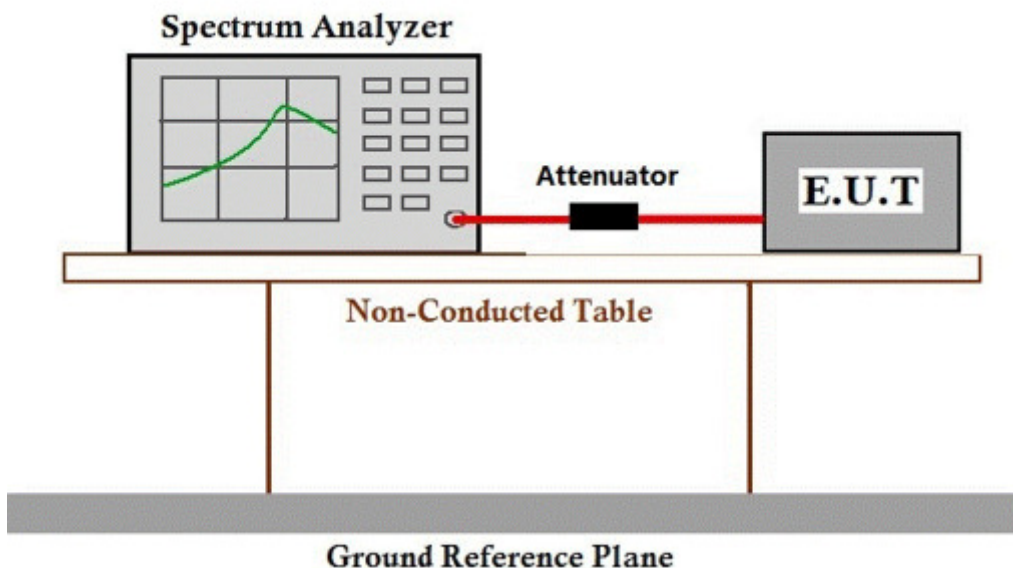 Spectrum Analyzer
Attenuator
E.U.T
Non-Conducted Table
Ground Reference Plane